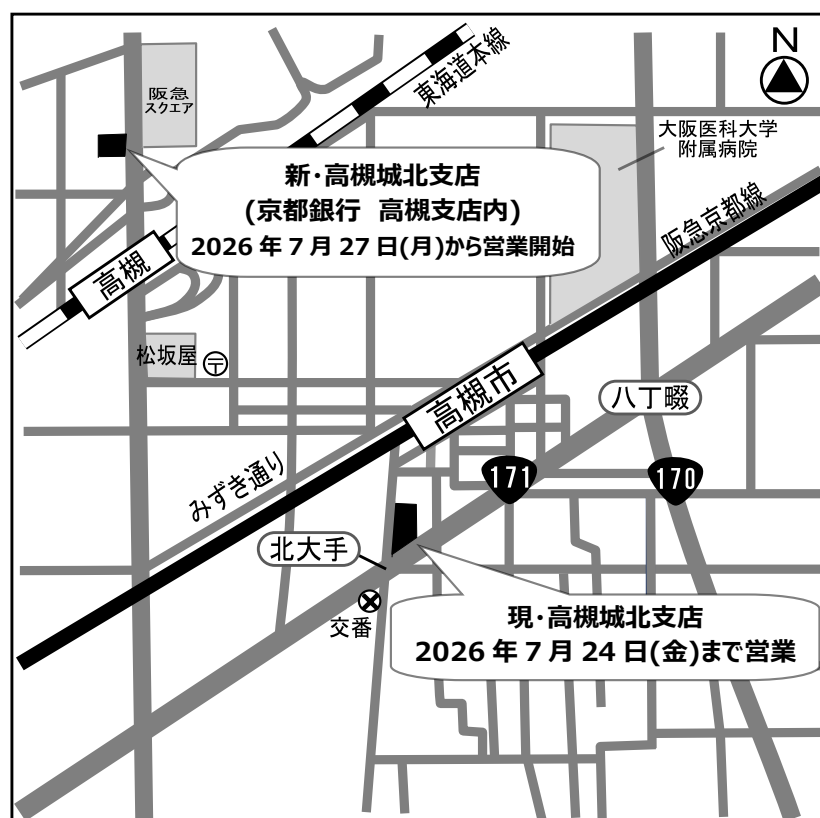 N
阪急
スクエア
東海道本線
大阪医科大学
附属病院
新・高槻城北支店
(京都銀行 高槻支店内)
2026 年 7 月 27 日(月)から営業開始
阪急京都線
高槻
松坂屋
〒
高槻市
八丁畷
みずき通り
171
170
北大手
交番
現・高槻城北支店
2026 年 7 月 24 日(金)まで営業